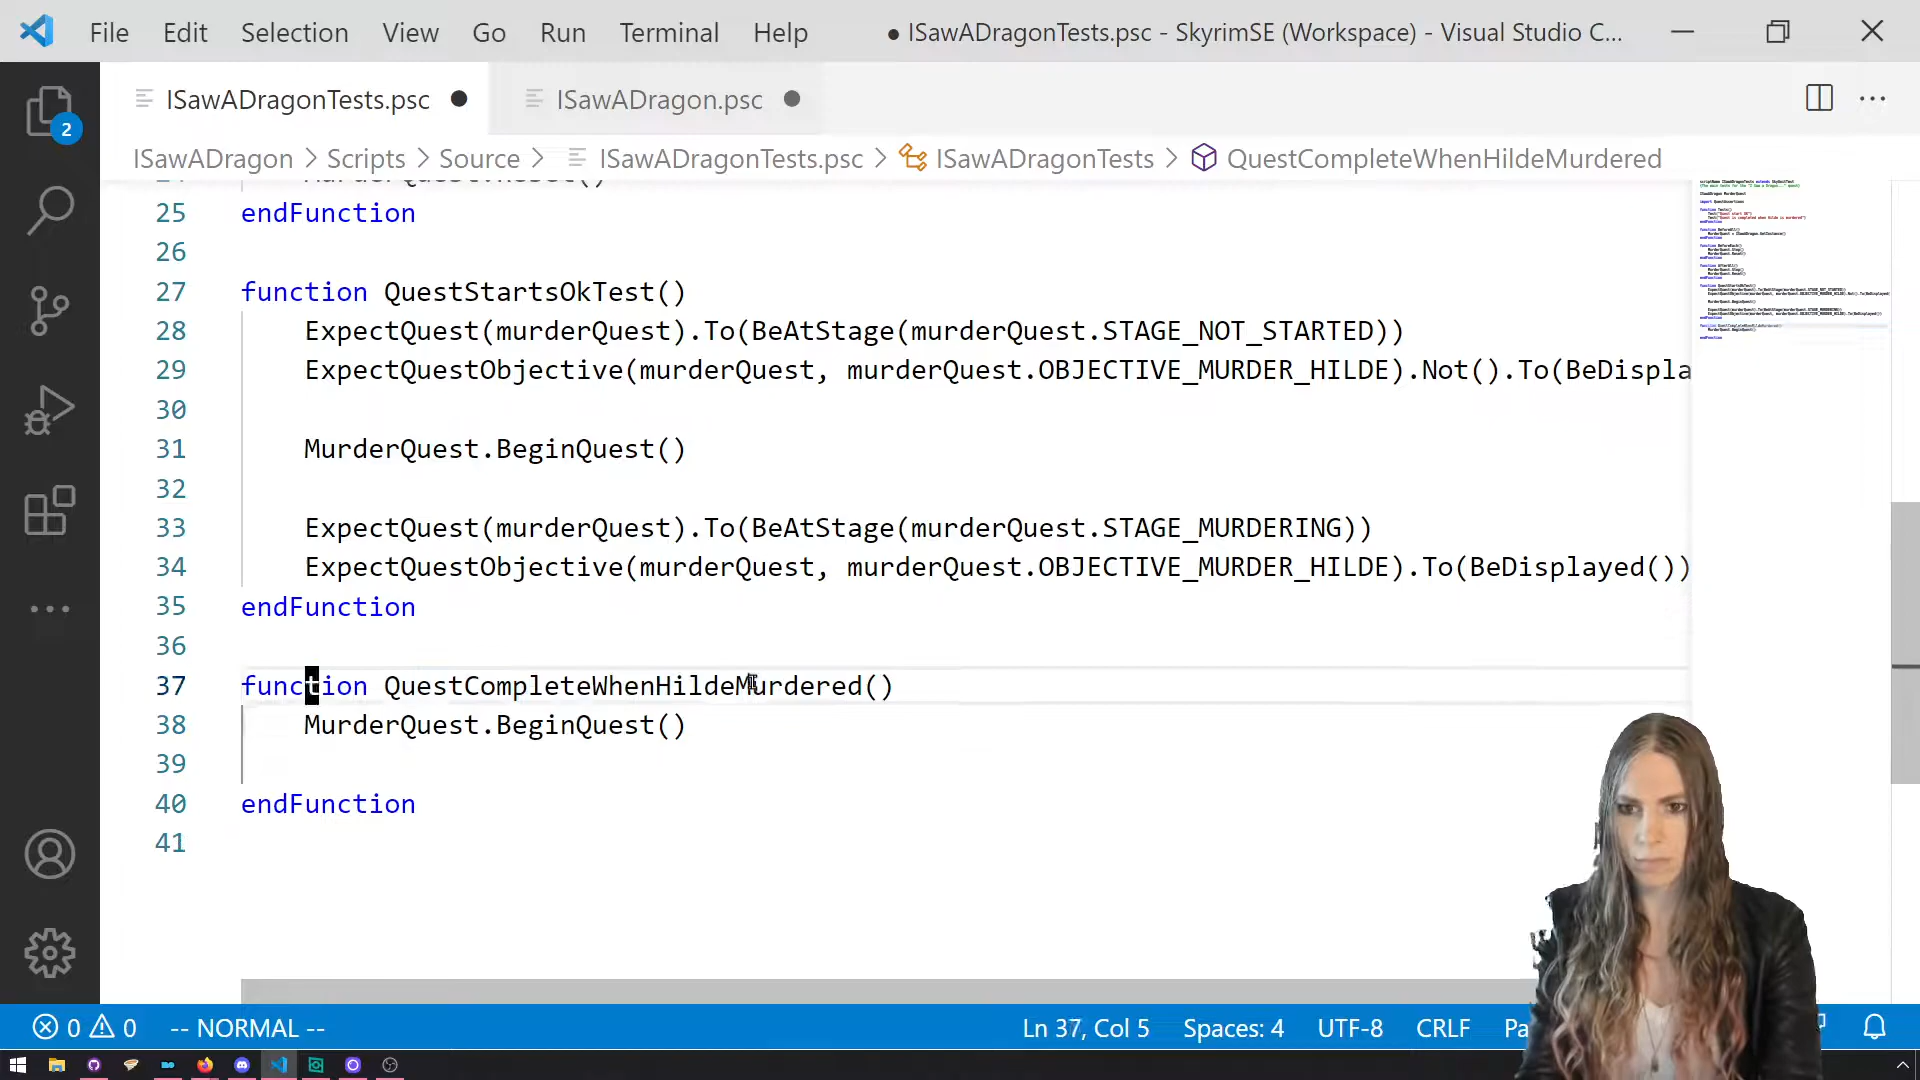 File Edit Selection View Go Run Terminal Help ● ISawADragonTests.psc - SkyrimSE (Workspace) - Visual Studio C...
ISawADragonTests.psc ISawADragon.psc
2
ISawADragon > Scripts > Source > ISawADragonTests.psc > ISawADragonTests > QuestCompleteWhenHildeMurdered
25 endFunction
26
27 function QuestStartsOkTest()
28 ExpectQuest(murderQuest).To(BeAtStage(murderQuest.STAGE_NOT_STARTED))
29 ExpectQuestObjective(murderQuest, murderQuest.OBJECTIVE_MURDER_HILDE).Not().To(BeDispla
30
31 MurderQuest.BeginQuest()
32
33 ExpectQuest(murderQuest).To(BeAtStage(murderQuest.STAGE_MURDERING))
34 ExpectQuestObjective(murderQuest, murderQuest.OBJECTIVE_MURDER_HILDE).To(BeDisplayed())
35 endFunction
36
37 function QuestCompleteWhenHildeMurdered()
38 MurderQuest.BeginQuest()
39
40 endFunction
41
0 0 -- NORMAL -- Ln 37, Col 5 Spaces: 4 UTF-8 CRLF Pa